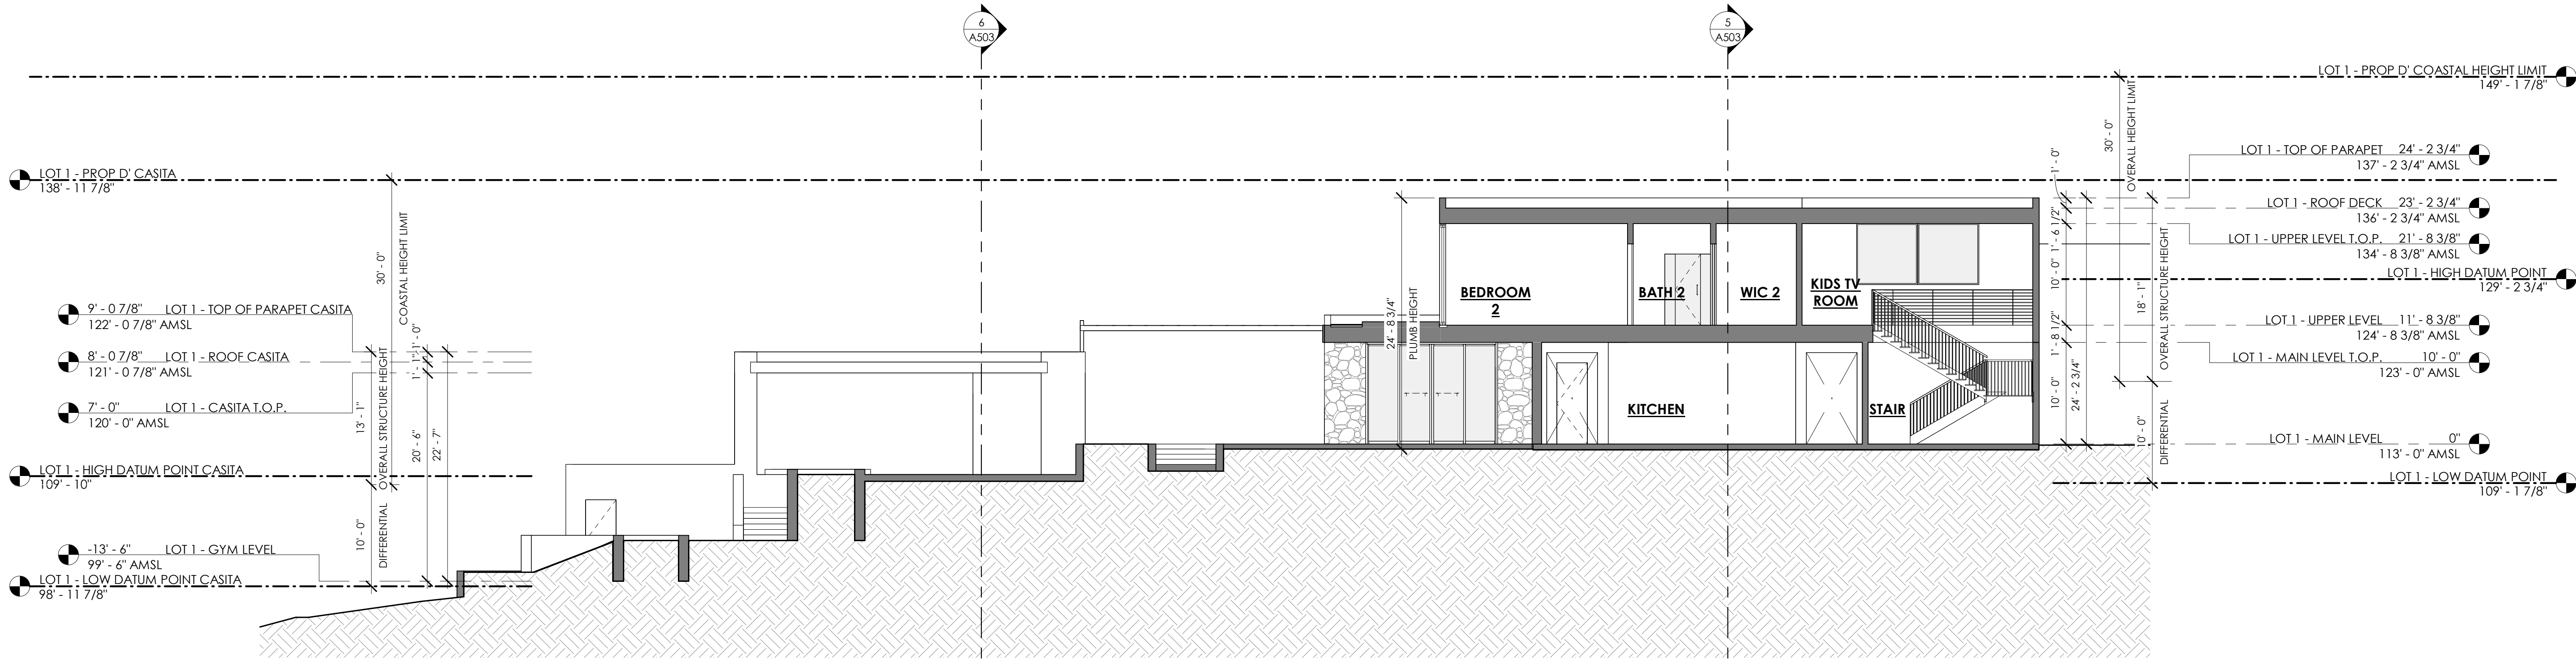 6
A503
5
A503
LOT 1 - PROP D' COASTAL HEIGHT LIMIT
149' - 1 7/8"
LOT 1 - PROP D' CASITA
138' - 11 7/8"
9' - 0 7/8" LOT 1 - TOP OF PARAPET CASITA
122' - 0 7/8" AMSL
8' - 0 7/8" LOT 1 - ROOF CASITA
121' - 0 7/8" AMSL
7' - 0" LOT 1 - CASITA T.O.P.
120' - 0" AMSL
LOT 1 - HIGH DATUM POINT CASITA
109' - 10"
-13' - 6" LOT 1 - GYM LEVEL
99' - 6" AMSL
LOT 1 - LOW DATUM POINT CASITA
98' - 11 7/8"
30' - 0"
COASTAL HEIGHT LIMIT
13' - 1"
OVERALL STRUCTURE HEIGHT
10' - 0"
DIFFERENTIAL
1' - 0"
1' - 1"
20' - 6"
22' - 7"
24' - 8 3/4"
PLUMB HEIGHT
BEDROOM
2
BATH 2
WIC 2
KIDS TV
ROOM
KITCHEN
STAIR
1' - 0"
1' - 6 1/2"
10' - 0"
1' - 8 1/2"
10' - 0"
24' - 2 3/4"
30' - 0"
OVERALL HEIGHT LIMIT
18' - 1"
OVERALL STRUCTURE HEIGHT
10' - 0"
DIFFERENTIAL
LOT 1 - TOP OF PARAPET 24' - 2 3/4"
137' - 2 3/4" AMSL
LOT 1 - ROOF DECK 23' - 2 3/4"
136' - 2 3/4" AMSL
LOT 1 - UPPER LEVEL T.O.P. 21' - 8 3/8"
134' - 8 3/8" AMSL
LOT 1 - HIGH DATUM POINT
129' - 2 3/4"
LOT 1 - UPPER LEVEL 11' - 8 3/8"
124' - 8 3/8" AMSL
LOT 1 - MAIN LEVEL T.O.P. 10' - 0"
123' - 0" AMSL
LOT 1 - MAIN LEVEL 0"
113' - 0" AMSL
LOT 1 - LOW DATUM POINT
109' - 1 7/8"